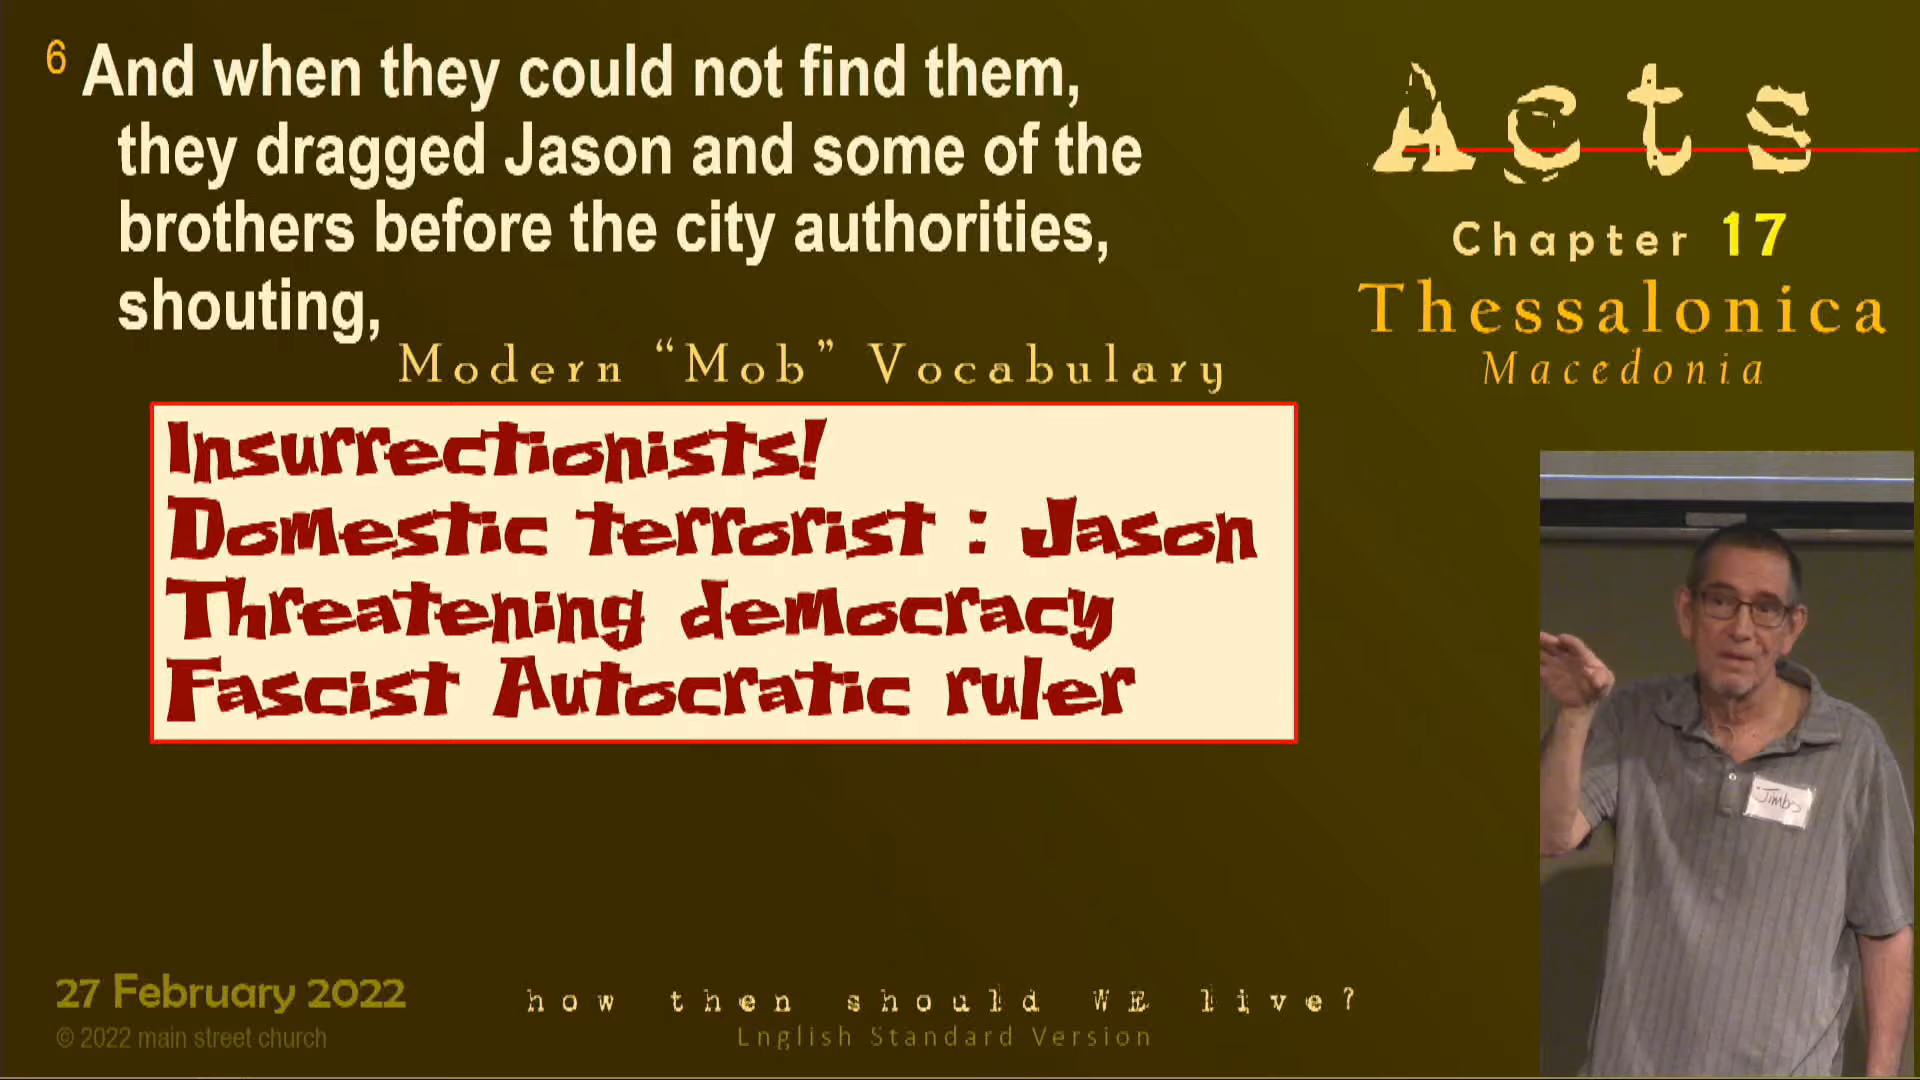 6 And when they could not find them,
they dragged Jason and some of the
brothers before the city authorities,
shouting,
Modern “Mob” Vocabulary
Insurrectionists!
Domestic terrorist : Jason
Threatening democracy
Fascist Autocratic ruler
Acts
Chapter 17
Thessalonica
Macedonia
Jimbo
27 February 2022
© 2022 main street church
how then should WE live?
English Standard Version